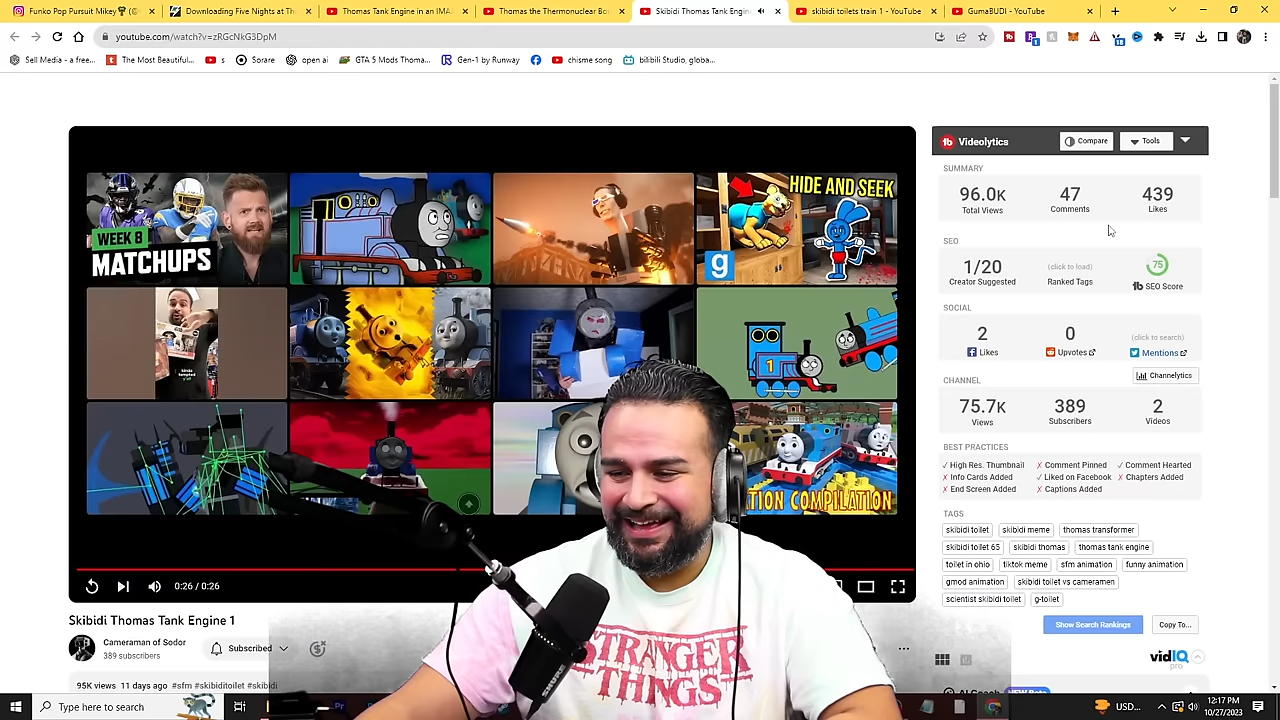 Funko Pop Pursuit Mikey🏆 (@
Downloading Five Nights at Th
Thomas Tank Engine in an IMA
Thomas the Thermonuclear Bo
Skibidi Thomas Tank Engin
skibidi toilets train 1 - YouTube
GumaBUDI - YouTube
youtube.com/watch?v=zRGcNkG3DpM
Sell Media - a free...
The Most Beautiful...
s
Sorare
open ai
GTA 5 Mods Thoma...
Gen-1 by Runway
chisme song
bilibili Studio, globa...
WEEK 8
MATCHUPS
HIDE AND SEEK
g
1
TION COMPILATION
0:26 / 0:26
Skibidi Thomas Tank Engine 1
Cameraman of Sodor
389 subscribers
Subscribed
95K views 11 days ago #sfm #skibiditoilet #skibidi
STRANGER
THINGS
SHURE
Videolytics
Compare
Tools
SUMMARY
96.0K
47
439
Total Views
Comments
Likes
SEO
1/20
(click to load)
75
Creator Suggested
Ranked Tags
SEO Score
SOCIAL
2
0
(click to search)
Likes
Upvotes
Mentions
Channelytics
CHANNEL
75.7K
389
2
Views
Subscribers
Videos
BEST PRACTICES
✓ High Res. Thumbnail
✗ Comment Pinned
✓ Comment Hearted
✗ Info Cards Added
✓ Liked on Facebook
✗ Chapters Added
✗ End Screen Added
✗ Captions Added
TAGS
skibidi toilet
skibidi meme
thomas transformer
skibidi toilet 65
skibidi thomas
thomas tank engine
toilet in ohio
tiktok meme
sfm animation
funny animation
gmod animation
skibidi toilet vs cameramen
scientist skibidi toilet
g-toilet
Show Search Rankings
Copy To...
vidIQ
pro
Type here to search
Pr
USD...
12:17 PM
10/27/2023